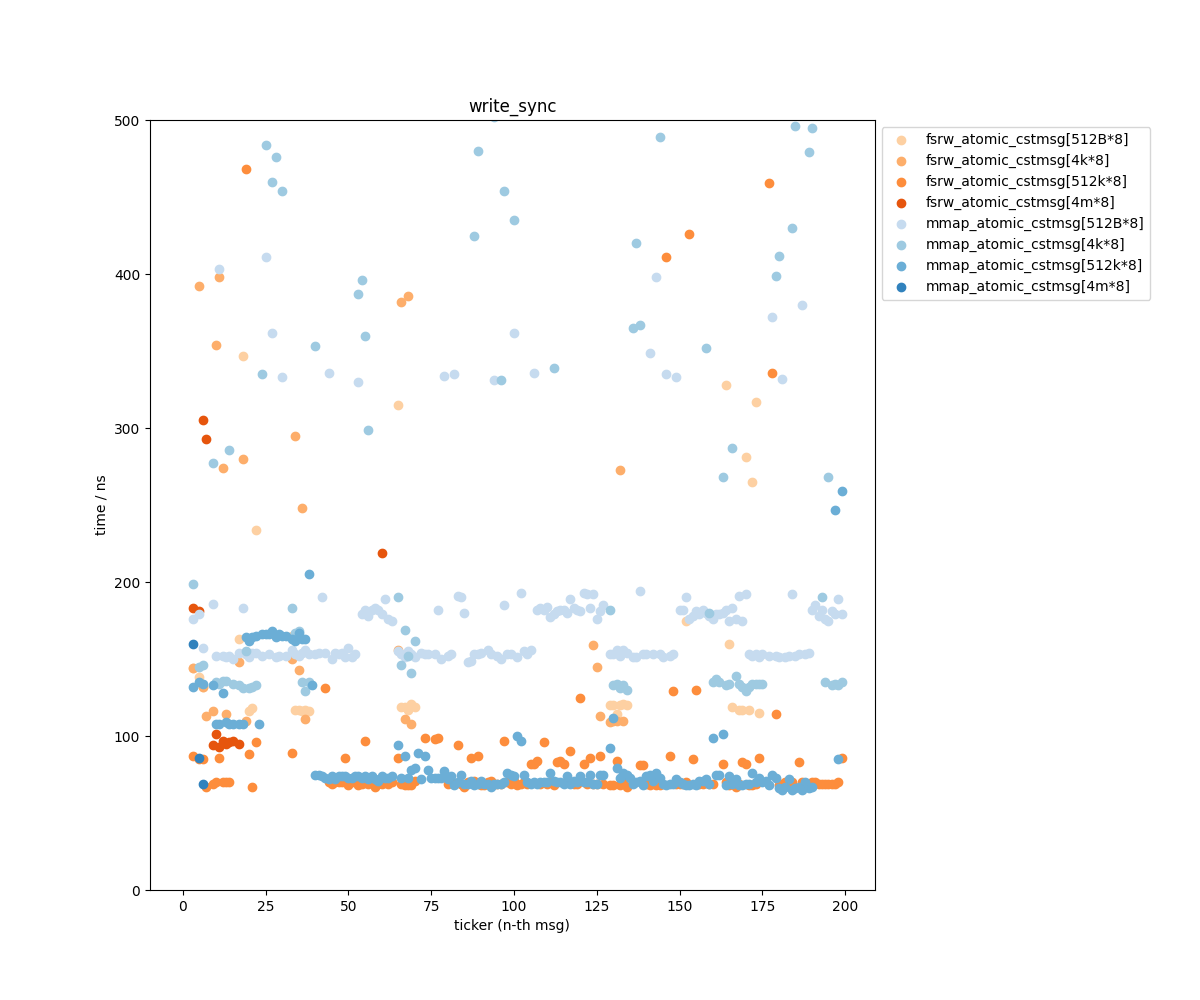 write_sync
500
400
300
200
100
0
time / ns
0 25 50 75 100 125 150 175 200
ticker (n-th msg)
fsrw_atomic_cstmsg[512B*8]
fsrw_atomic_cstmsg[4k*8]
fsrw_atomic_cstmsg[512k*8]
fsrw_atomic_cstmsg[4m*8]
mmap_atomic_cstmsg[512B*8]
mmap_atomic_cstmsg[4k*8]
mmap_atomic_cstmsg[512k*8]
mmap_atomic_cstmsg[4m*8]